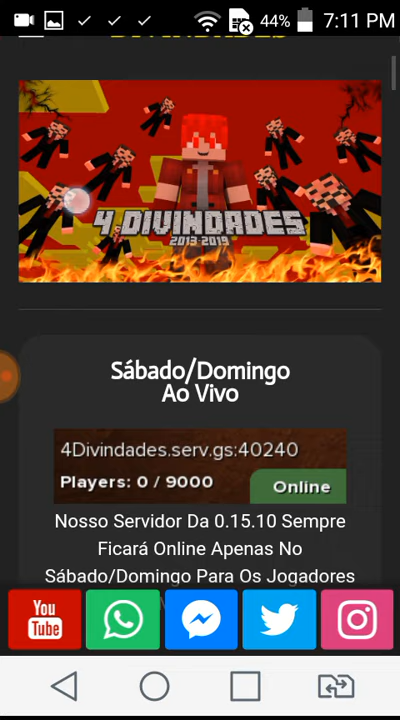 44% 7:11 PM
DIVINDADES
4 DIVINDADES
2013-2019
Sábado/Domingo
Ao Vivo
4Divindades.serv.gs:40240
Players: 0 / 9000
Online
Nosso Servidor Da 0.15.10 Sempre
Ficará Online Apenas No
Sábado/Domingo Para Os Jogadores
You
Tube